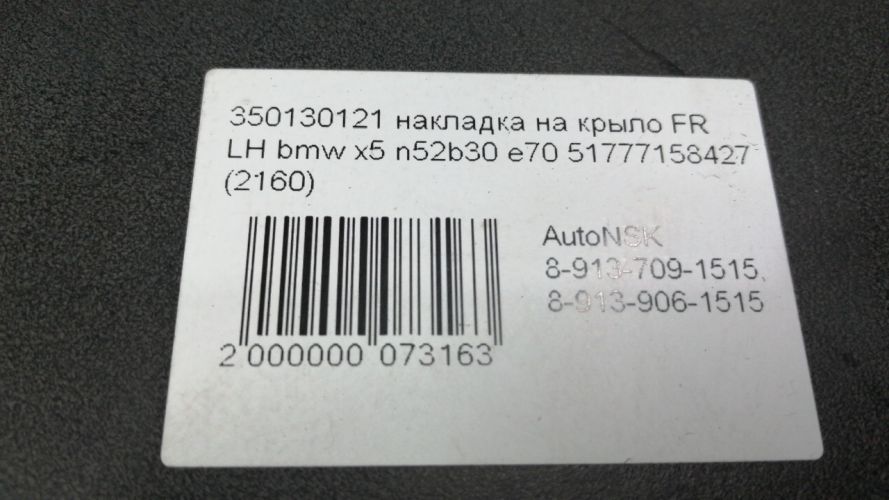 350130121 накладка на крыло FR
LH bmw x5 n52b30 e70 51777158427
(2160)
AutoNSK
8-913-709-1515,
8-913-906-1515
2 000000 073163